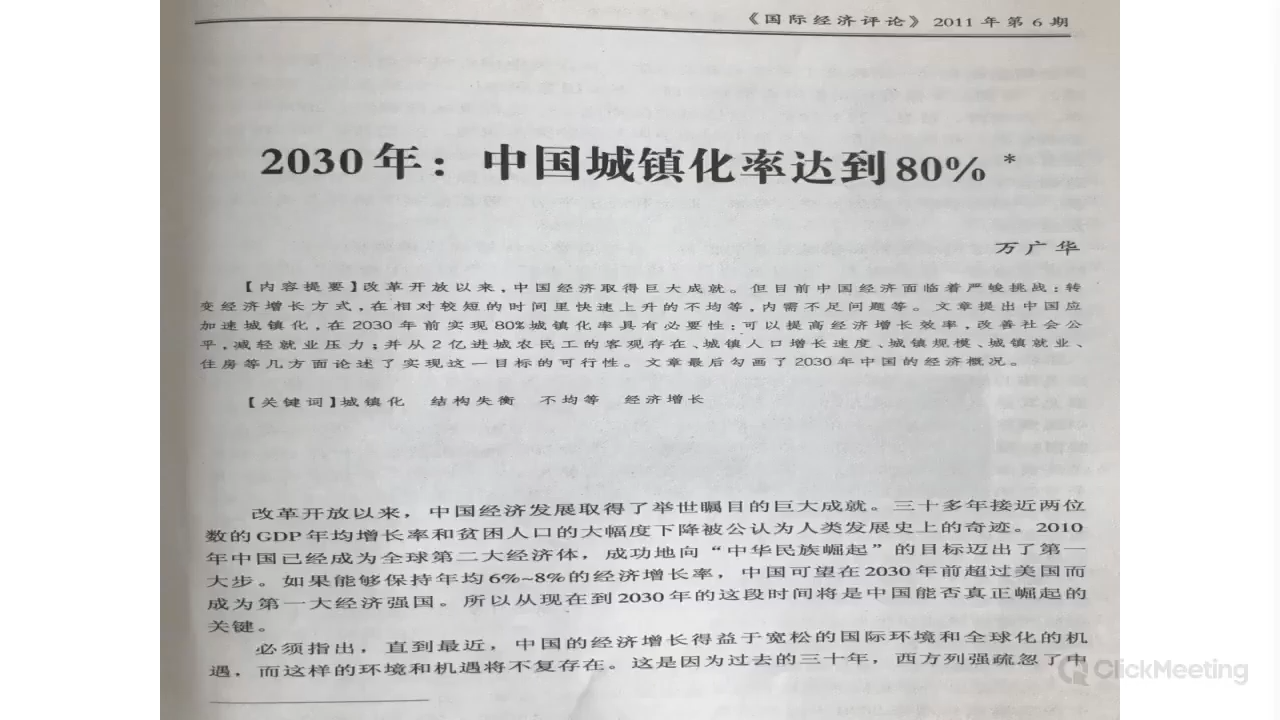 《国际经济评论》2011 年第 6 期
2030 年：中国城镇化率达到 80% *
万广华
【内容提要】改革开放以来，中国经济取得巨大成就。但目前中国经济面临着严峻挑战：转
变经济增长方式，在相对较短的时间里快速上升的不均等，内需不足问题等。文章提出中国应
加速城镇化，在 2030 年前实现 80% 城镇化率具有必要性：可以提高经济增长效率，改善社会公
平，减轻就业压力；并从 2 亿进城农民工的客观存在、城镇人口增长速度、城镇规模、城镇就业、
住房等几方面论述了实现这一目标的可行性。文章最后勾画了 2030 年中国的经济概况。
【关键词】城镇化 结构失衡 不均等 经济增长
改革开放以来，中国经济发展取得了举世瞩目的巨大成就。三十多年接近两位
数的 GDP 年均增长率和贫困人口的大幅度下降被公认为人类发展史上的奇迹。2010
年中国已经成为全球第二大经济体，成功地向“中华民族崛起”的目标迈出了第一
大步。如果能够保持年均 6%~8% 的经济增长率，中国可望在 2030 年前超过美国而
成为第一大经济强国。所以从现在到 2030 年的这段时间将是中国能否真正崛起的
关键。
必须指出，直到最近，中国的经济增长得益于宽松的国际环境和全球化的机
遇，而这样的环境和机遇将不复存在。这是因为过去的三十年，西方列强疏忽了中
ClickMeeting